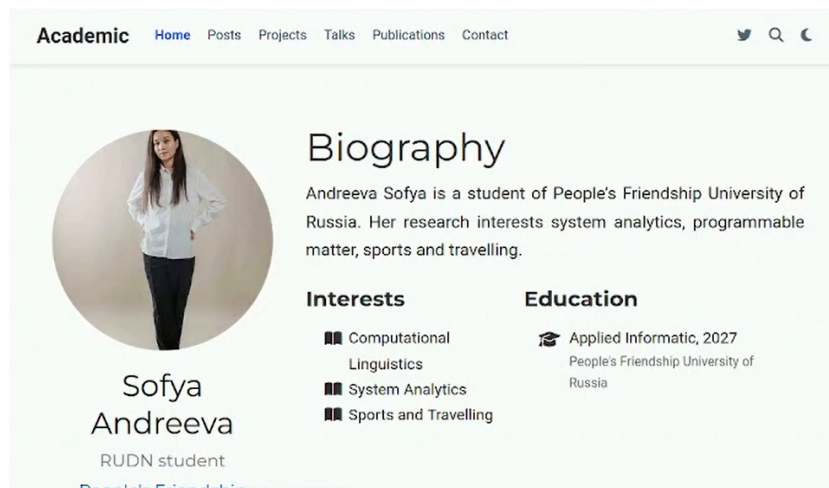 Academic Home Posts Projects Talks Publications Contact
Biography
Andreeva Sofya is a student of People's Friendship University of
Russia. Her research interests system analytics, programmable
matter, sports and travelling.
Interests
Computational
Linguistics
System Analytics
Sports and Travelling
Education
Applied Informatic, 2027
People's Friendship University of
Russia
Sofya
Andreeva
RUDN student
People's Friendship